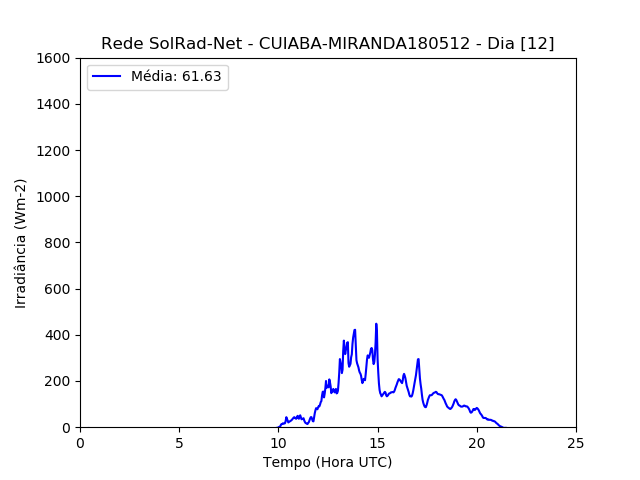 Rede SolRad-Net - CUIABA-MIRANDA180512 - Dia [12]
Média: 61.63
1600
1400
1200
1000
800
600
400
200
0
Irradiância (Wm-2)
0 5 10 15 20 25
Tempo (Hora UTC)